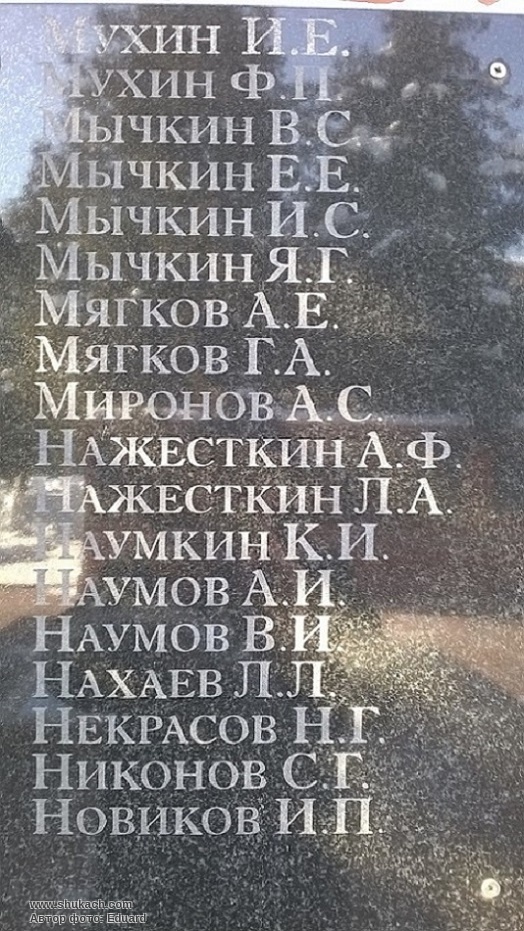 Мухин И.Е.
Мухин Ф.П.
Мычкин В.С.
Мычкин Е.Е.
Мычкин И.С.
Мычкин Я.Г.
Мягков А.Е.
Мягков Г.А.
Миронов А.С.
Нажесткин А.Ф.
Нажесткин Л.А.
Наумкин К.И.
Наумов А.И.
Наумов В.И.
Нахаев Л.Л.
Некрасов Н.Г.
Никонов С.Г.
Новиков И.П.
www.shukach.com
Автор фото: Eduard